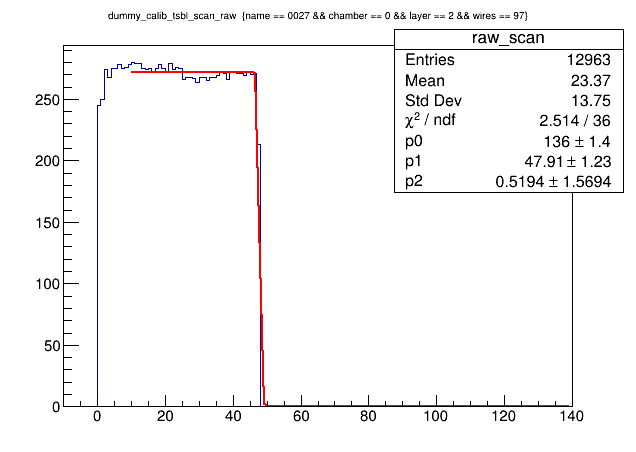 dummy_calib_tsbl_scan_raw {name == 0027 && chamber == 0 && layer == 2 && wires == 97}
raw_scan
Entries 12963
Mean 23.37
Std Dev 13.75
χ² / ndf 2.514 / 36
p0 136 ± 1.4
p1 47.91 ± 1.23
p2 0.5194 ± 1.5694
250
200
150
100
50
0
0 20 40 60 80 100 120 140